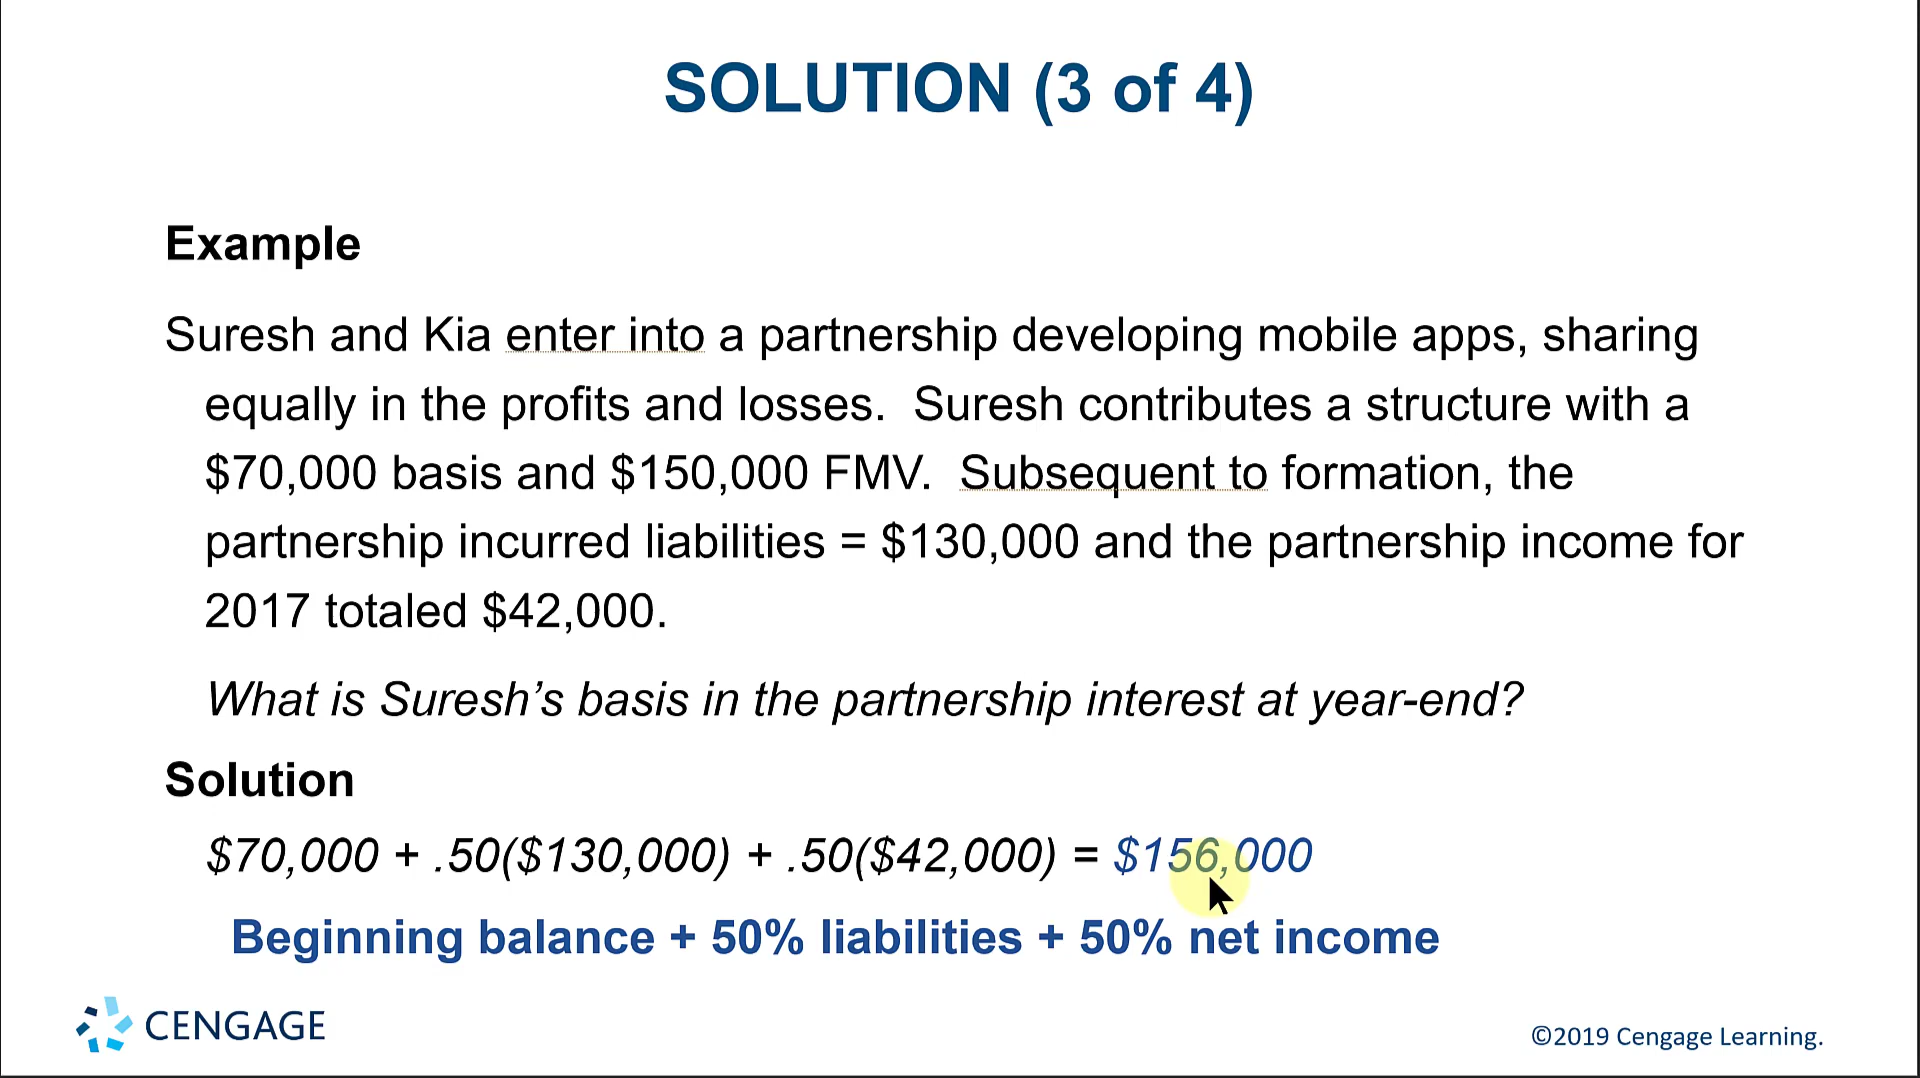 SOLUTION (3 of 4)
Example
Suresh and Kia enter into a partnership developing mobile apps, sharing
equally in the profits and losses.  Suresh contributes a structure with a
$70,000 basis and $150,000 FMV.  Subsequent to formation, the
partnership incurred liabilities = $130,000 and the partnership income for
2017 totaled $42,000.
What is Suresh’s basis in the partnership interest at year-end?
Solution
$70,000 + .50($130,000) + .50($42,000) = $156,000
Beginning balance + 50% liabilities + 50% net income
CENGAGE
©2019 Cengage Learning.